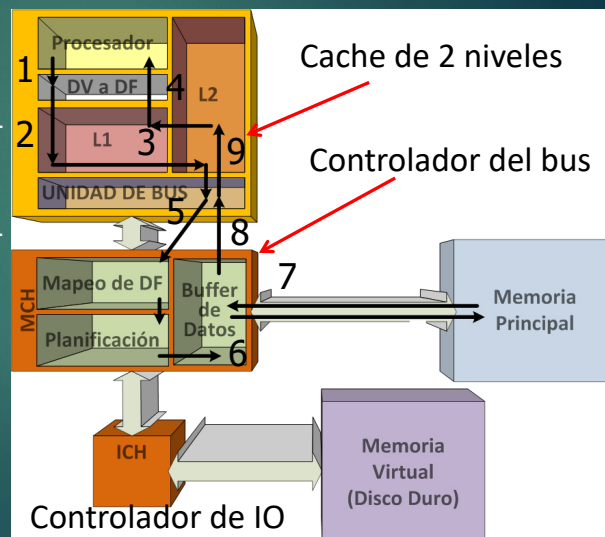 Procesador
1
DV a DF
4
L2
Cache de 2 niveles
2
L1
3
9
Controlador del bus
UNIDAD DE BUS
5
8
7
MCH
Mapeo de DF
Buffer
de
Datos
Planificación
6
Memoria
Principal
ICH
Memoria
Virtual
(Disco Duro)
Controlador de IO